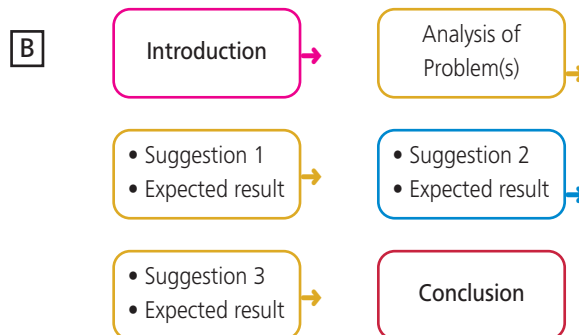 B
Introduction
Analysis of
Problem(s)
• Suggestion 1
• Expected result
• Suggestion 2
• Expected result
• Suggestion 3
• Expected result
Conclusion